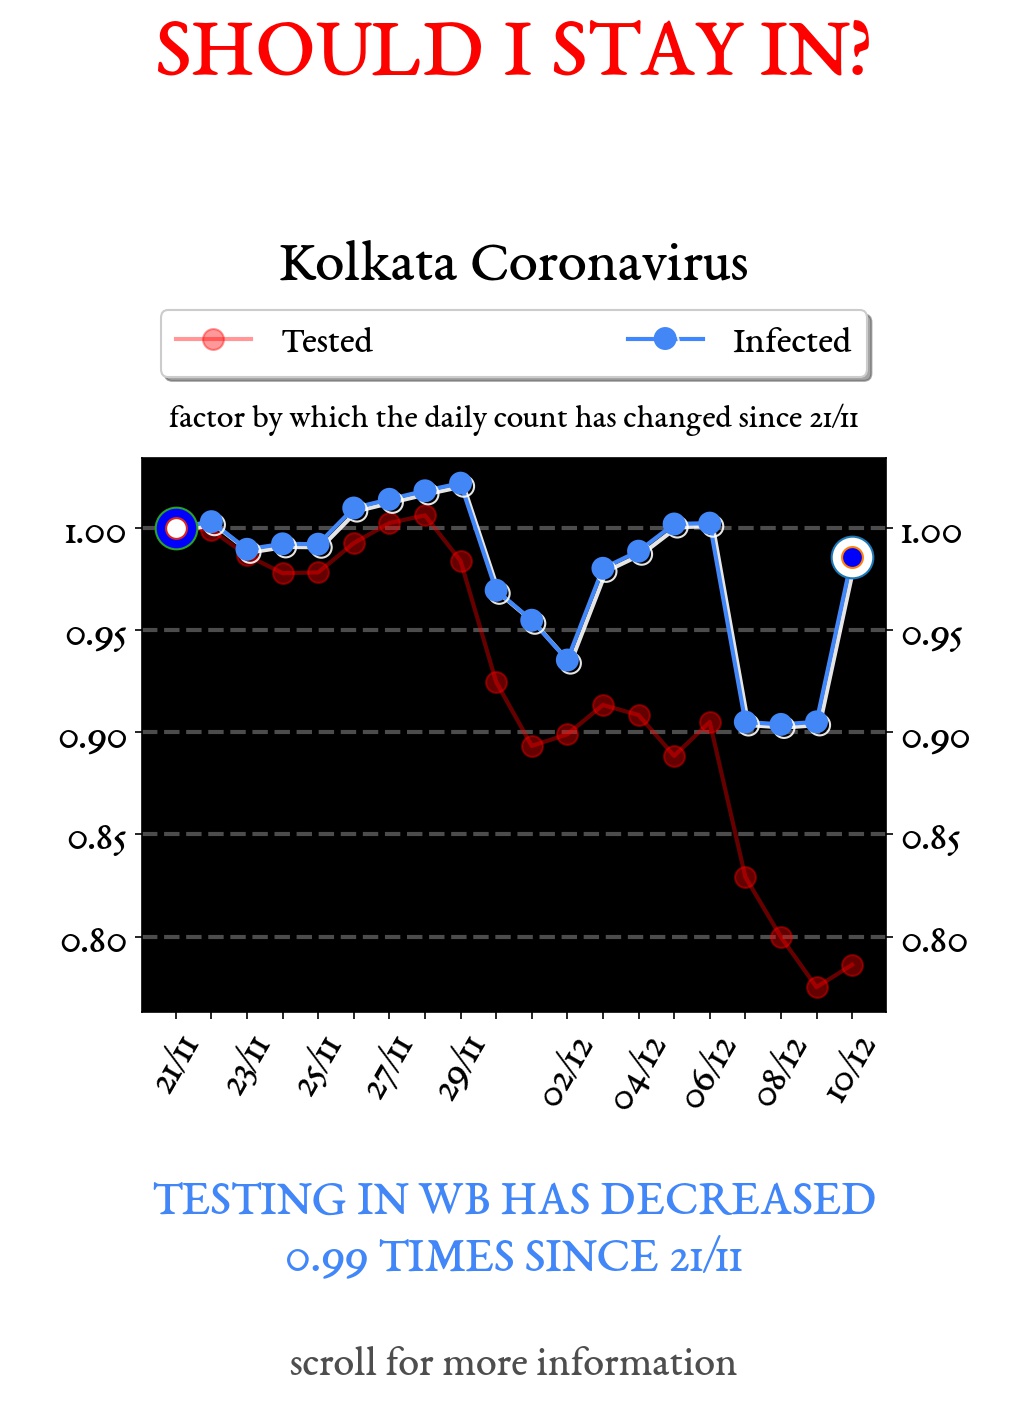 SHOULD I STAY IN?
Kolkata Coronavirus
Tested Infected
factor by which the daily count has changed since 21/11
1.00 1.00
0.95 0.95
0.90 0.90
0.85 0.85
0.80 0.80
21/11 23/11 25/11 27/11 29/11 02/12 04/12 06/12 08/12 10/12
TESTING IN WB HAS DECREASED
0.99 TIMES SINCE 21/11
scroll for more information